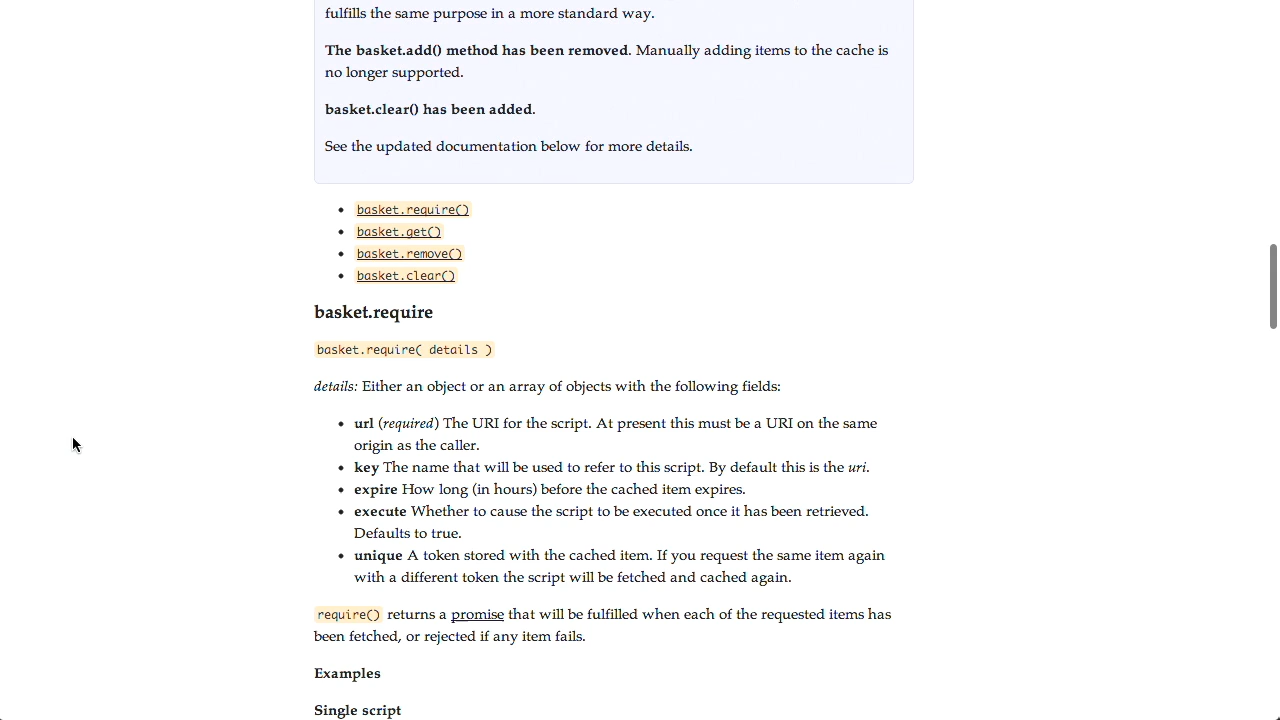 fulfills the same purpose in a more standard way.
The basket.add() method has been removed. Manually adding items to the cache is
no longer supported.
basket.clear() has been added.
See the updated documentation below for more details.
basket.require()
basket.get()
basket.remove()
basket.clear()
basket.require
basket.require( details )
details: Either an object or an array of objects with the following fields:
url (required) The URI for the script. At present this must be a URI on the same
origin as the caller.
key The name that will be used to refer to this script. By default this is the uri.
expire How long (in hours) before the cached item expires.
execute Whether to cause the script to be executed once it has been retrieved.
Defaults to true.
unique A token stored with the cached item. If you request the same item again
with a different token the script will be fetched and cached again.
require() returns a promise that will be fulfilled when each of the requested items has
been fetched, or rejected if any item fails.
Examples
Single script